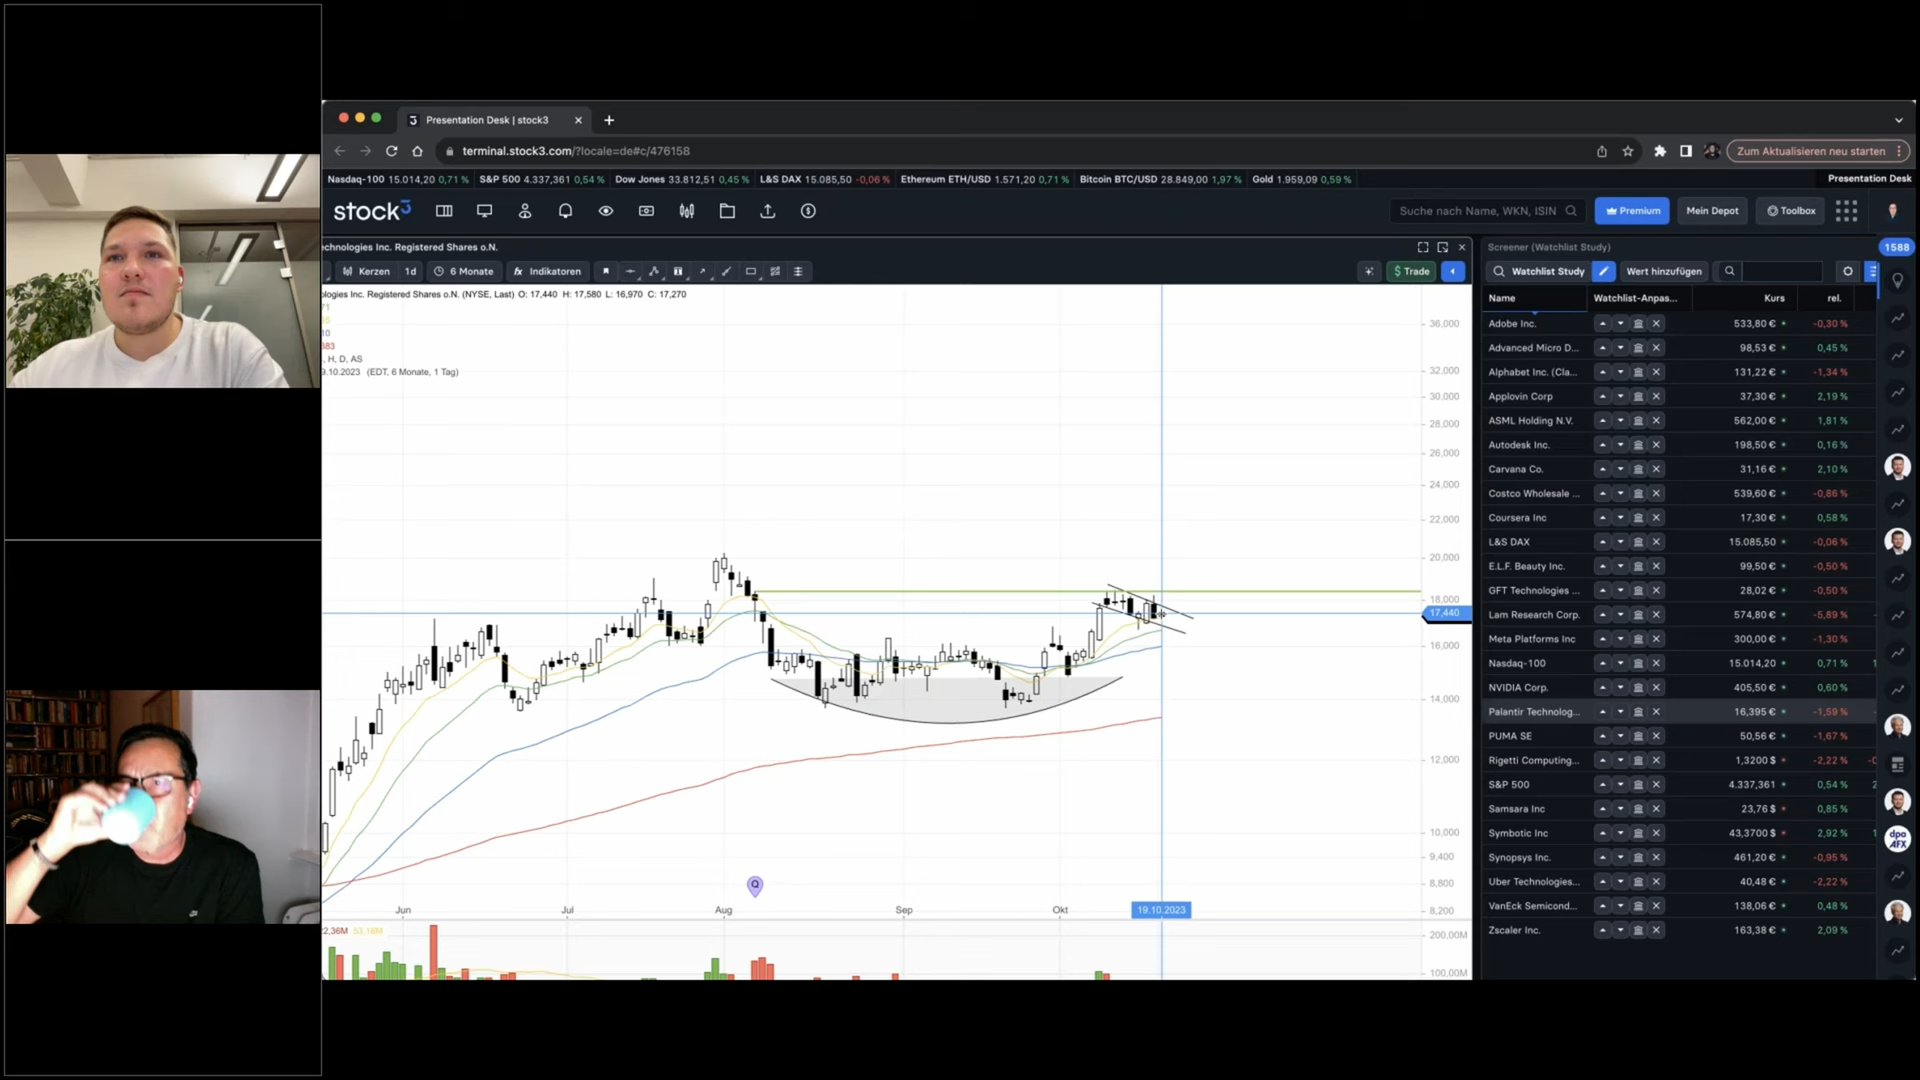 Presentation Desk | stock3
terminal.stock3.com/?locale=de#c/476158
Zum Aktualisieren neu starten
Nasdaq-100 15.014,20 0,71 % S&P 500 4.337,361 0,54 % Dow Jones 33.812,51 0,45 % L&S DAX 15.085,50 -0,06 % Ethereum ETH/USD 1.571,20 0,71 % Bitcoin BTC/USD 28.849,00 1,97 % Gold 1.959,09 0,59 %
Presentation Desk
stock3
Suche nach Name, WKN, ISIN
Premium
Mein Depot
Toolbox
echnologies Inc. Registered Shares o.N.
Kerzen 1d 6 Monate fx Indikatoren
$ Trade
ologies Inc. Registered Shares o.N. (NYSE, Last) O: 17,440 H: 17,580 L: 16,970 C: 17,270
71
10
383
, H, D, AS
9.10.2023 (EDT, 6 Monate, 1 Tag)
36,000
32,000
30,000
28,000
26,000
24,000
22,000
20,000
18,000
17,440
16,000
14,000
12,000
10,000
9,400
8,800
8,200
Q
Jun Jul Aug Sep Okt 19.10.2023
2,36M 53,16M
200,00M
100,00M
Screener (Watchlist Study)
1588
Watchlist Study
Wert hinzufügen
Name Watchlist-Anpas... Kurs rel.
Adobe Inc. 533,80 € -0,30 %
Advanced Micro D... 98,53 € 0,45 %
Alphabet Inc. (Cla... 131,22 € -1,34 %
Applovin Corp 37,30 € 2,19 %
ASML Holding N.V. 562,00 € 1,81 %
Autodesk Inc. 198,50 € 0,16 %
Carvana Co. 31,16 € 2,10 %
Costco Wholesale ... 539,60 € -0,86 %
Coursera Inc 17,30 € 0,58 %
L&S DAX 15.085,50 -0,06 %
E.L.F. Beauty Inc. 99,50 € -0,50 %
GFT Technologies ... 28,02 € -0,50 %
Lam Research Corp. 574,80 € -5,89 %
Meta Platforms Inc 300,00 € -1,30 %
Nasdaq-100 15.014,20 0,71 %
NVIDIA Corp. 405,50 € 0,60 %
Palantir Technolog... 16,395 € -1,59 %
PUMA SE 50,56 € -1,67 %
Rigetti Computing... 1,3200 $ -2,22 %
S&P 500 4.337,361 0,54 %
Samsara Inc 23,76 $ 0,85 %
Symbotic Inc 43,3700 $ 2,92 %
Synopsys Inc. 461,20 € -0,95 %
Uber Technologies... 40,48 € -2,22 %
VanEck Semicond... 138,06 € 0,48 %
Zscaler Inc. 163,38 € 2,09 %
dpa
AFX